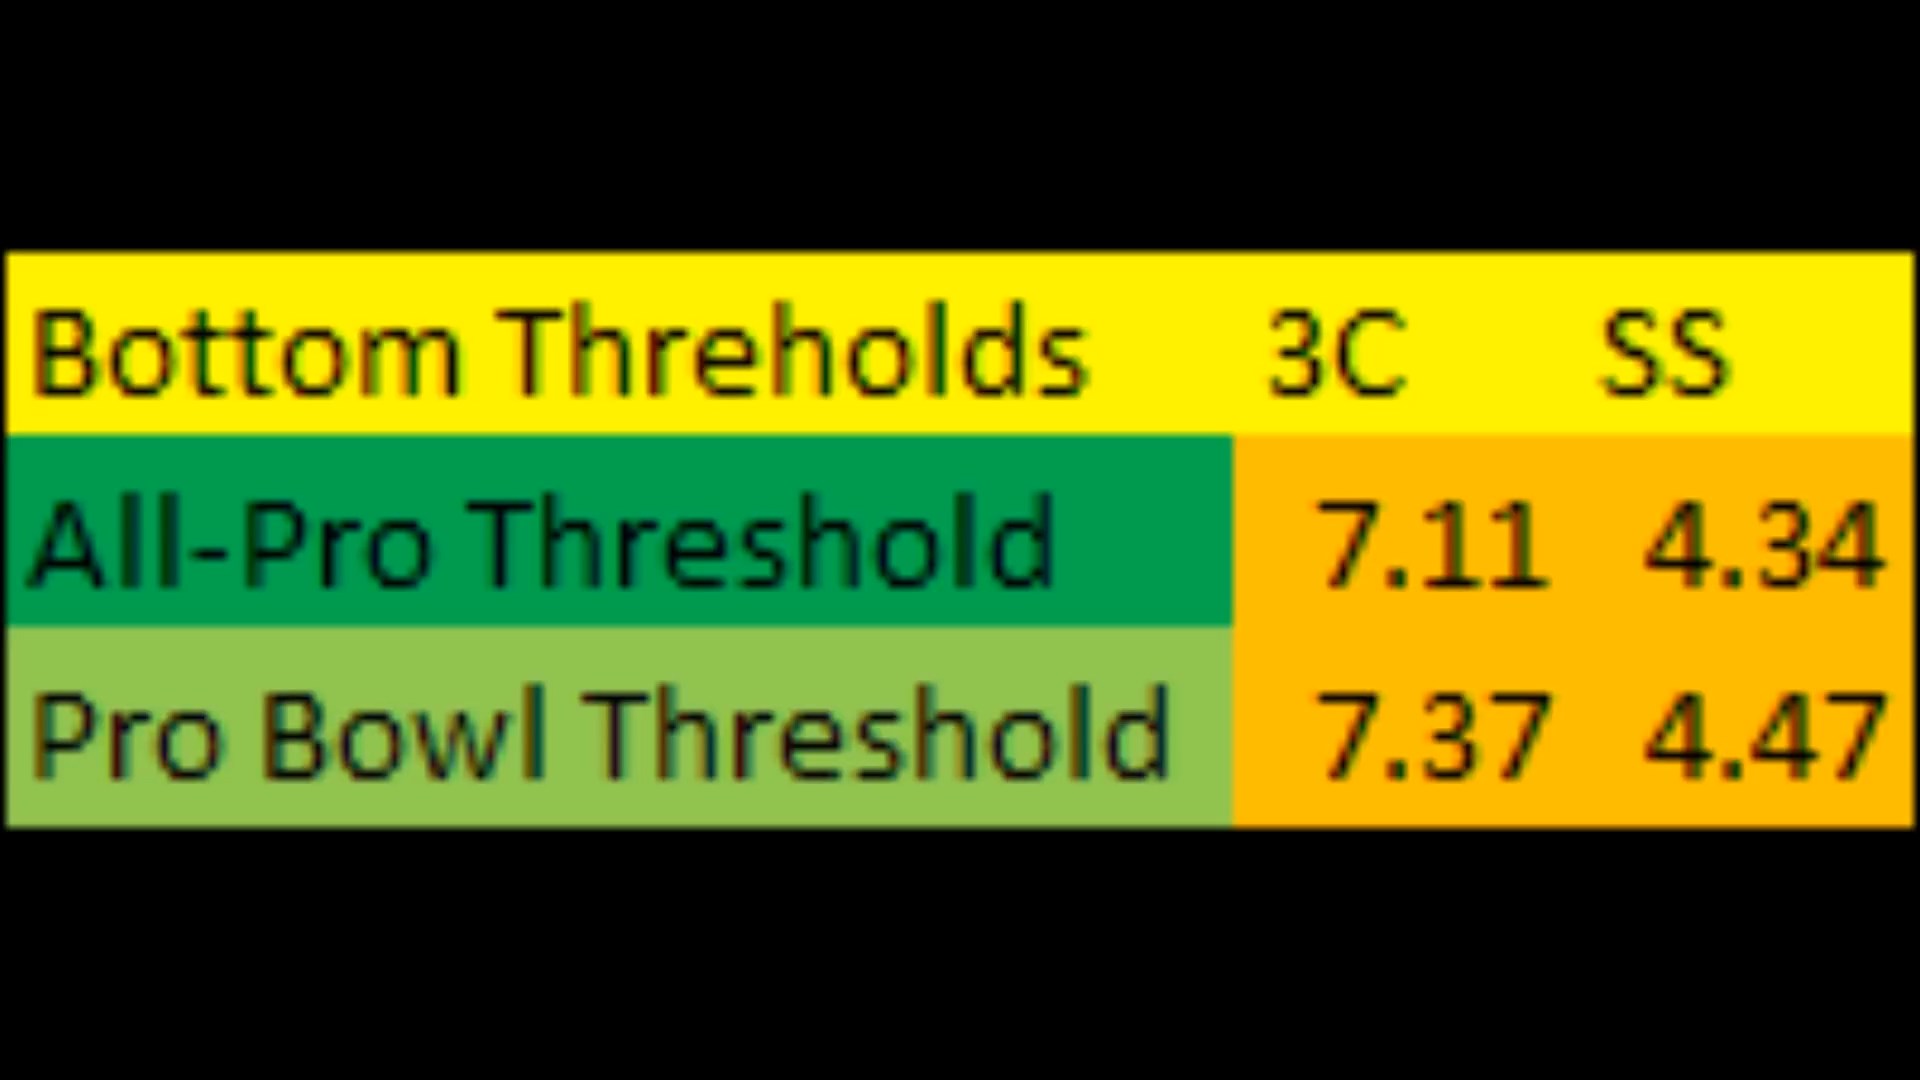 Bottom Threholds 3C SS
All-Pro Threshold 7.11 4.34
Pro Bowl Threshold 7.37 4.47